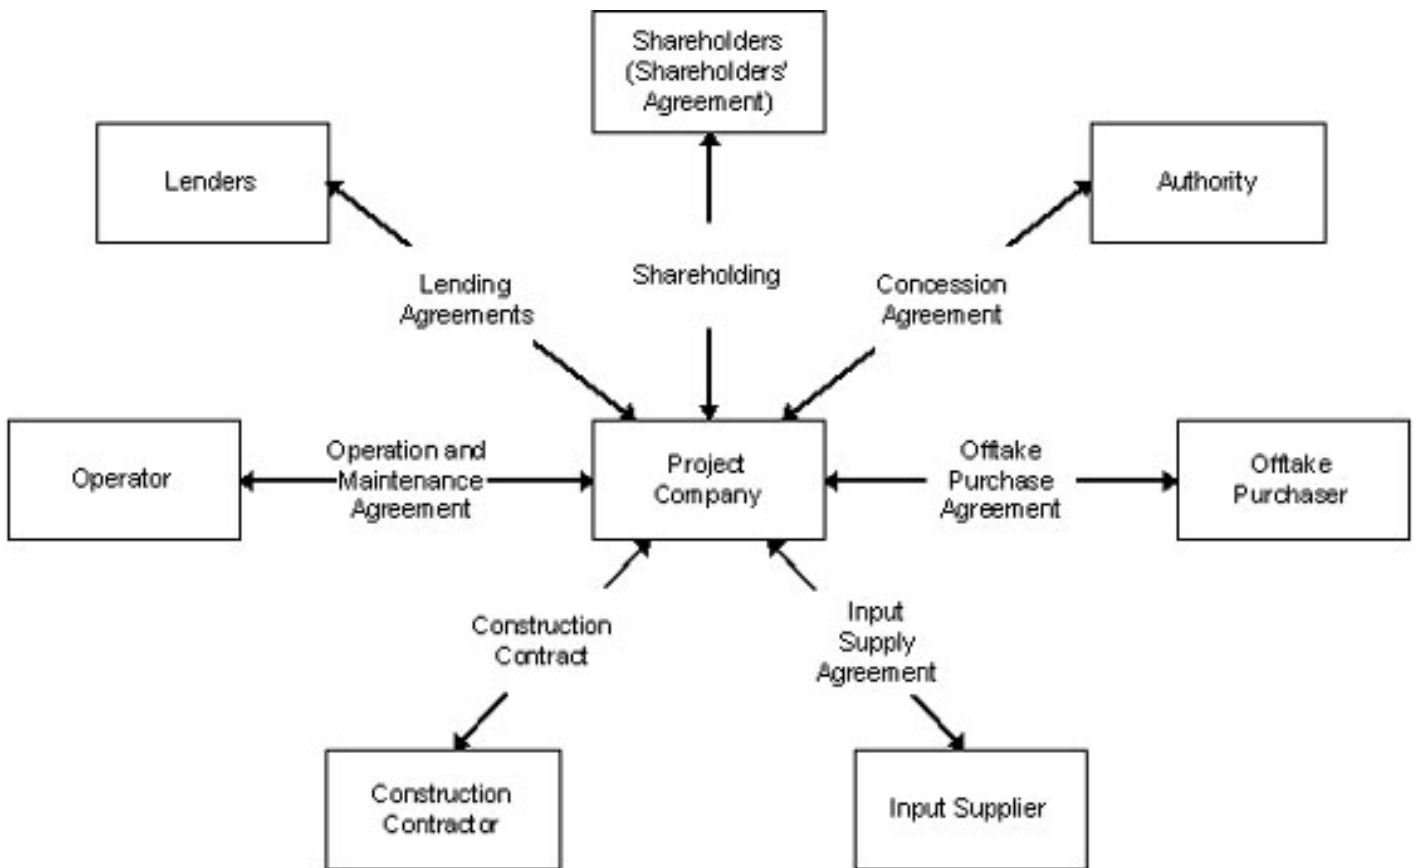 Shareholders
(Shareholders'
Agreement)
Lenders
Authority
Shareholding
Lending
Agreements
Concession
Agreement
Operator
Operation and
Maintenance
Agreement
Project
Company
Offtake
Purchase
Agreement
Offtake
Purchaser
Construction
Contract
Input
Supply
Agreement
Construction
Contractor
Input Supplier